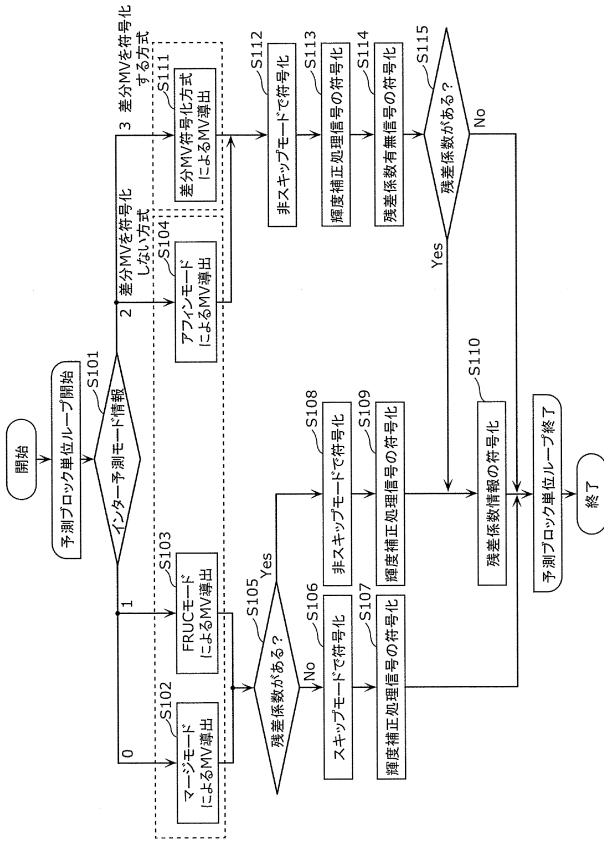 開始
予測ブロック単位ループ開始
S101
インター予測モード情報
0
1
2
3
差分MVを符号化
しない方式
差分MVを符号化
する方式
S102
マージモード
によるMV導出
S103
FRUCモード
によるMV導出
S104
アフィンモード
によるMV導出
S111
差分MV符号化方式
によるMV導出
S105
残差係数がある？
Yes
No
S106
スキップモードで符号化
S107
輝度補正処理信号の符号化
S108
非スキップモードで符号化
S109
輝度補正処理信号の符号化
S112
非スキップモードで符号化
S113
輝度補正処理信号の符号化
S114
残差係数有無信号の符号化
S115
残差係数がある？
Yes
No
S110
残差係数情報の符号化
予測ブロック単位ループ終了
終了